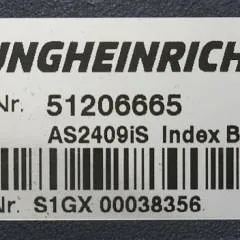 UNGHEINRICH
Nr. 51206665
AS2409iS Index B
Nr. S1GX 00038356